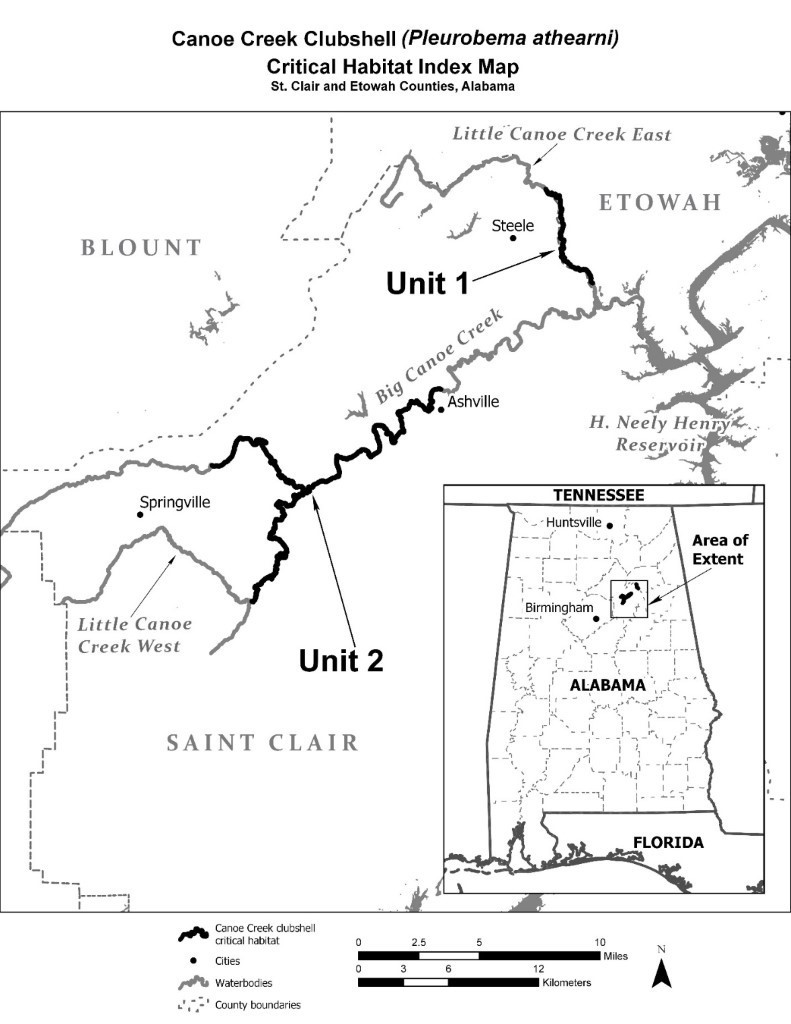 Canoe Creek Clubshell (Pleurobema athearni)
Critical Habitat Index Map
St. Clair and Etowah Counties, Alabama
Little Canoe Creek East
ETOWAH
Steele
BLOUNT
Unit 1
Big Canoe Creek
Ashville
H. Neely Henry
Reservoir
Springville
Little Canoe
Creek West
Unit 2
SAINT CLAIR
TENNESSEE
Huntsville
Area of
Extent
Birmingham
ALABAMA
FLORIDA
Canoe Creek clubshell
critical habitat
Cities
Waterbodies
County boundaries
0 2.5 5 10
Miles
0 3 6 12
Kilometers
N